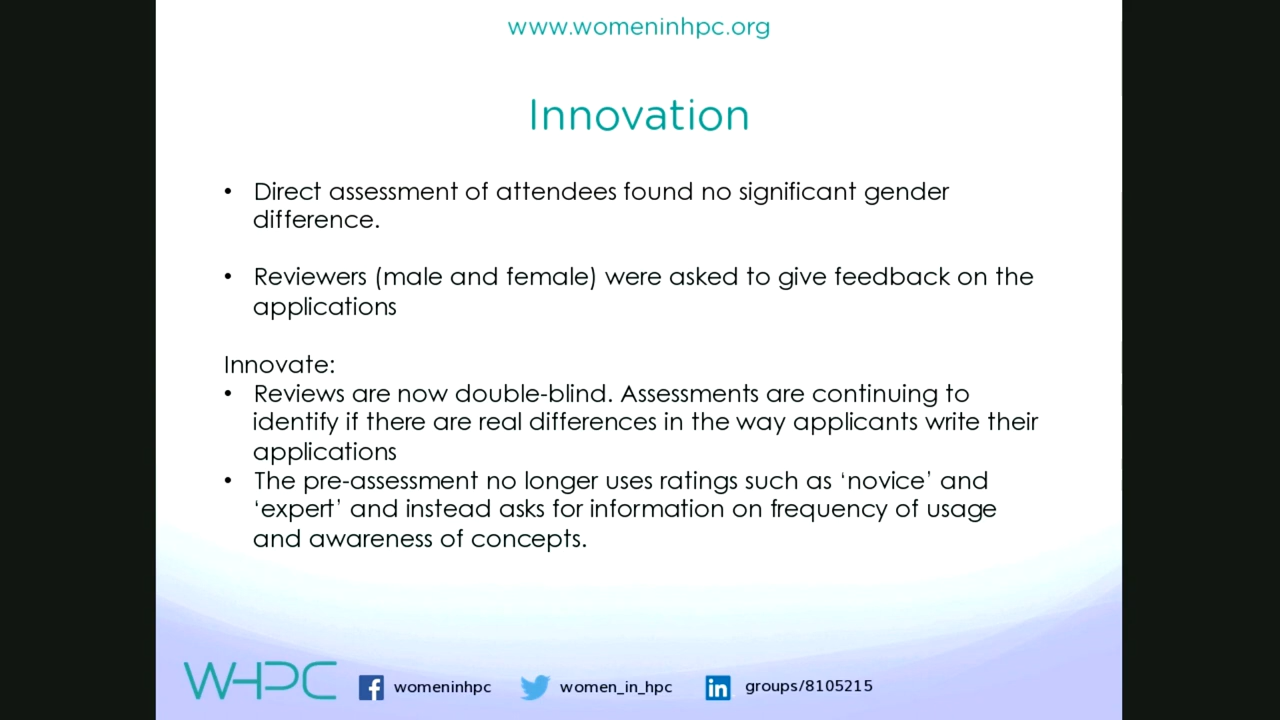 www.womeninhpc.org
Innovation
• Direct assessment of attendees found no significant gender
difference.
• Reviewers (male and female) were asked to give feedback on the
applications
Innovate:
• Reviews are now double-blind. Assessments are continuing to
identify if there are real differences in the way applicants write their
applications
• The pre-assessment no longer uses ratings such as ‘novice’ and
‘expert’ and instead asks for information on frequency of usage
and awareness of concepts.
WHPC womeninhpc women_in_hpc groups/8105215